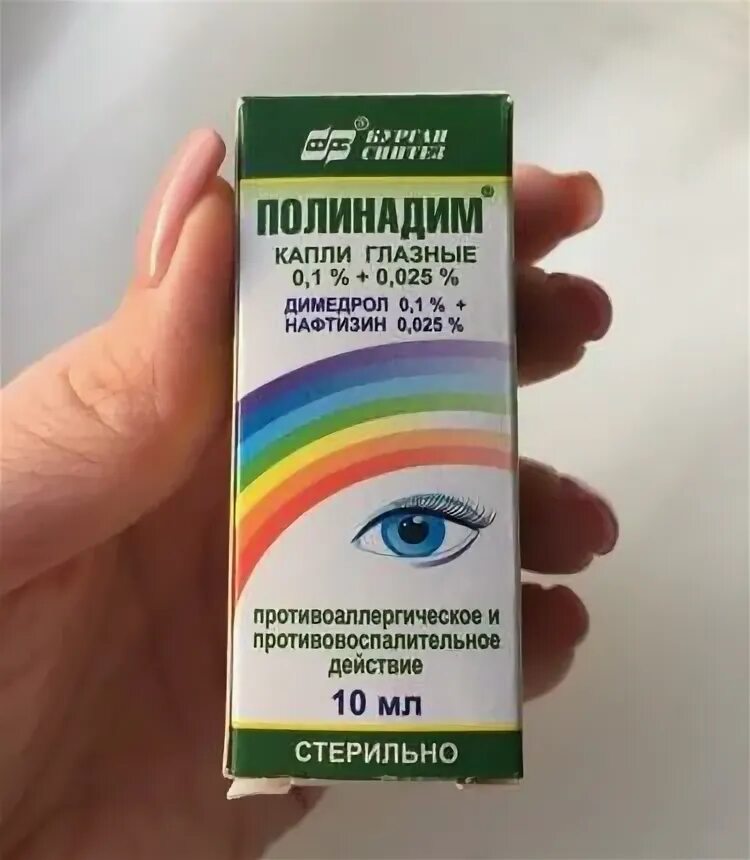 КУРГАН
СИНТЕЗ
ПОЛИНАДИМ®
КАПЛИ ГЛАЗНЫЕ
0,1 % + 0,025 %
ДИМЕДРОЛ 0,1 % +
НАФТИЗИН 0,025 %
противоаллергическое и
противовоспалительное
действие
10 мл
СТЕРИЛЬНО